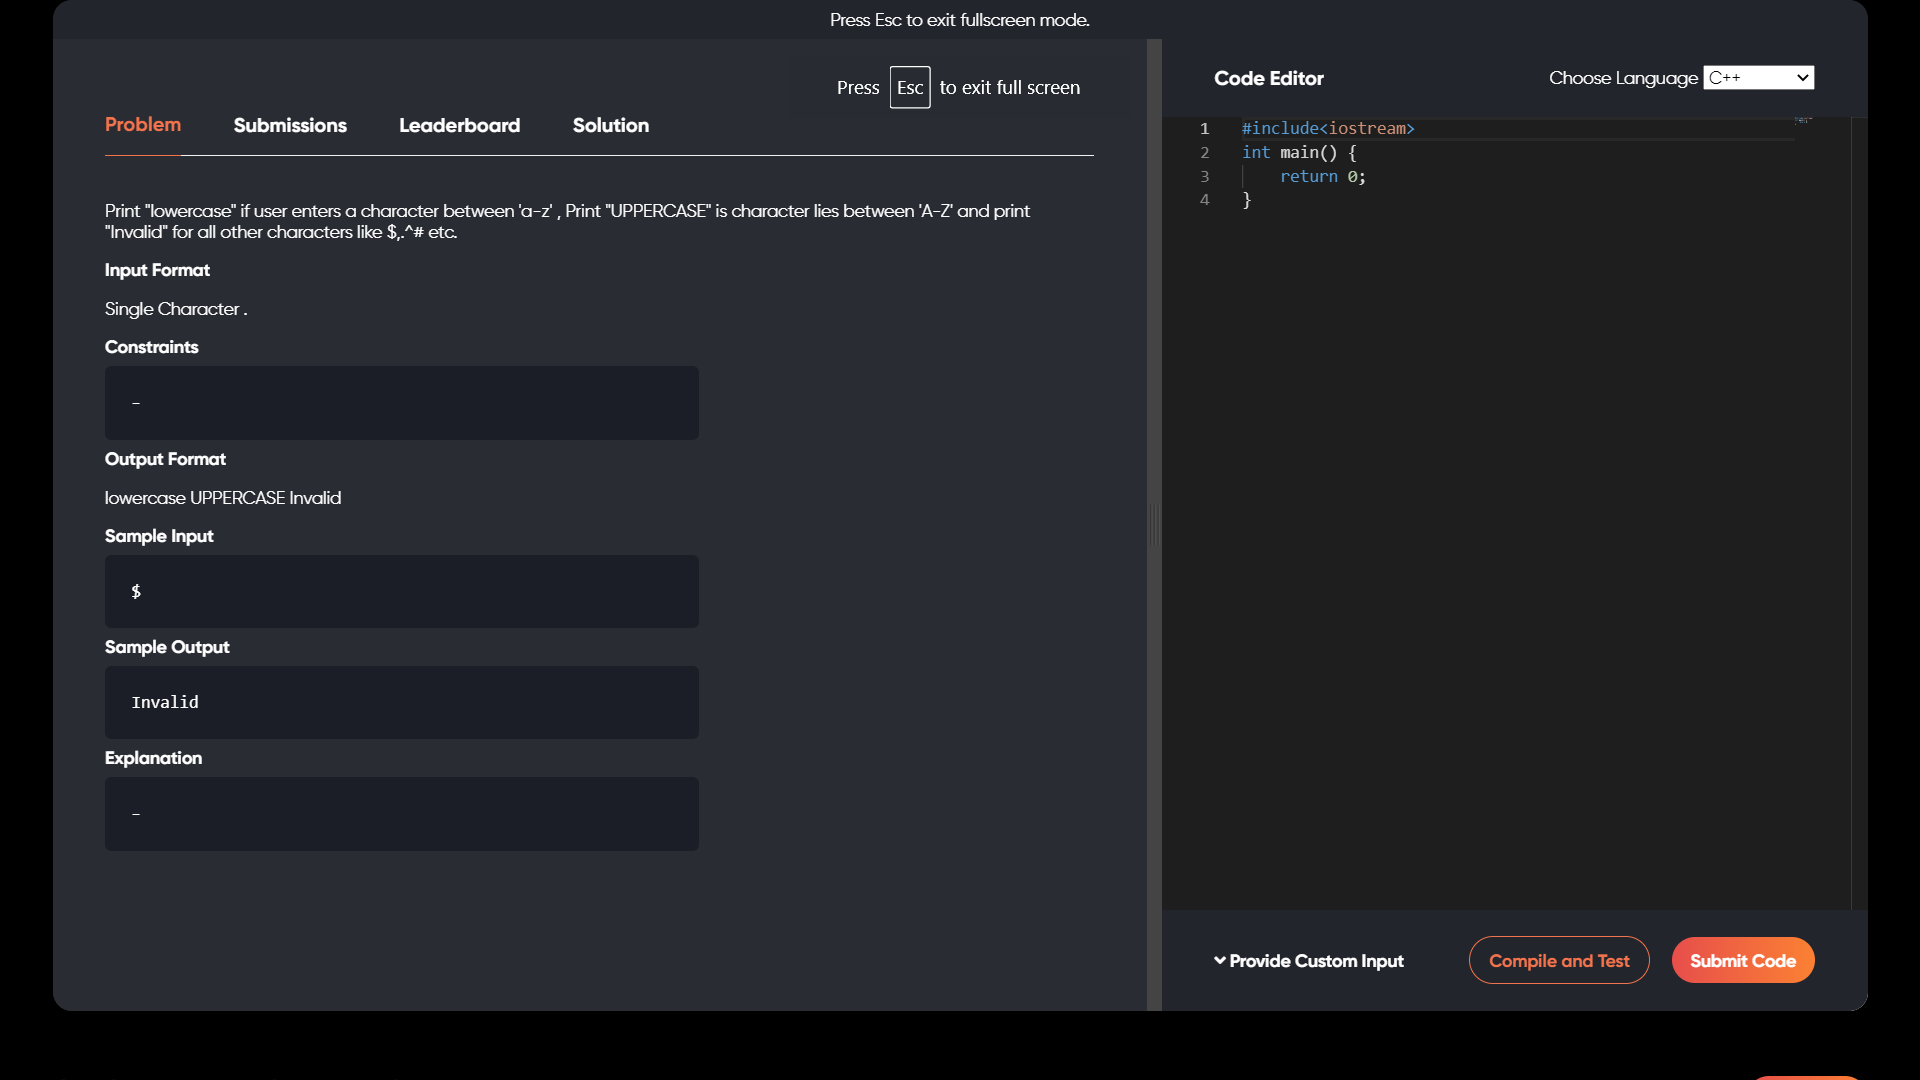 Press Esc to exit fullscreen mode.
Press Esc to exit full screen
Problem Submissions Leaderboard Solution
Print "lowercase" if user enters a character between 'a-z' , Print "UPPERCASE" is character lies between 'A-Z' and print
"Invalid" for all other characters like $,.^# etc.
Input Format
Single Character .
Constraints
-
Output Format
lowercase UPPERCASE Invalid
Sample Input
$
Sample Output
Invalid
Explanation
-
Code Editor
Choose Language C++
1 #include<iostream>
2 int main() {
3     return 0;
4 }
Provide Custom Input
Compile and Test
Submit Code